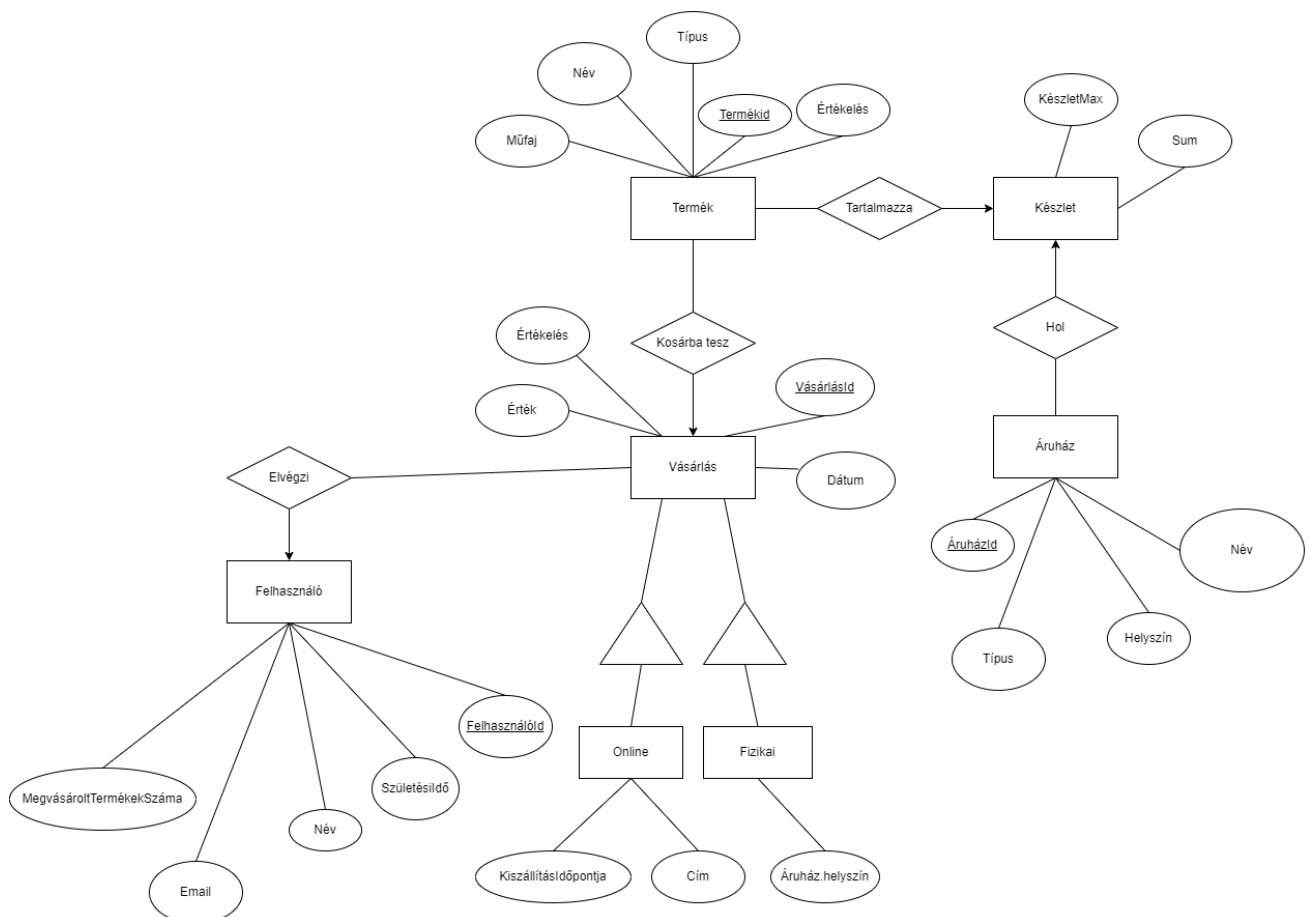 Típus
Név
KészletMax
Termékid
Értékelés
Műfaj
Sum
Termék
Tartalmazza
Készlet
Értékelés
Kosárba tesz
Hol
VásárlásId
Érték
Áruház
Elvégzi
Vásárlás
Dátum
ÁruházId
Név
Felhasználó
Helyszín
Típus
FelhasználóId
Online
Fizikai
SzületésiIdő
MegvásároltTermékekSzáma
Név
KiszállításIdőpontja
Cím
Áruház.helyszín
Email